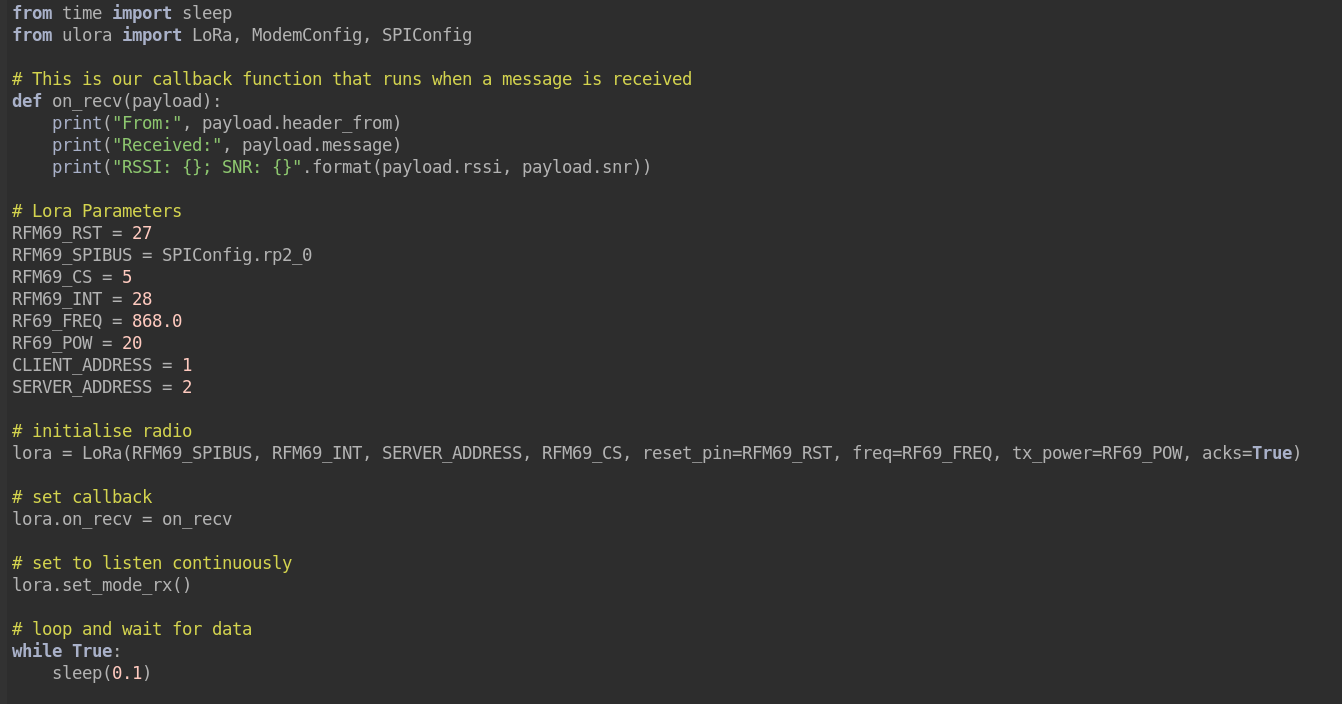 from time import sleep
from ulora import LoRa, ModemConfig, SPIConfig
# This is our callback function that runs when a message is received
def on_recv(payload):
    print("From:", payload.header_from)
    print("Received:", payload.message)
    print("RSSI: {}; SNR: {}".format(payload.rssi, payload.snr))
# Lora Parameters
RFM69_RST = 27
RFM69_SPIBUS = SPIConfig.rp2_0
RFM69_CS = 5
RFM69_INT = 28
RF69_FREQ = 868.0
RF69_POW = 20
CLIENT_ADDRESS = 1
SERVER_ADDRESS = 2
# initialise radio
lora = LoRa(RFM69_SPIBUS, RFM69_INT, SERVER_ADDRESS, RFM69_CS, reset_pin=RFM69_RST, freq=RF69_FREQ, tx_power=RF69_POW, acks=True)
# set callback
lora.on_recv = on_recv
# set to listen continuously
lora.set_mode_rx()
# loop and wait for data
while True:
    sleep(0.1)